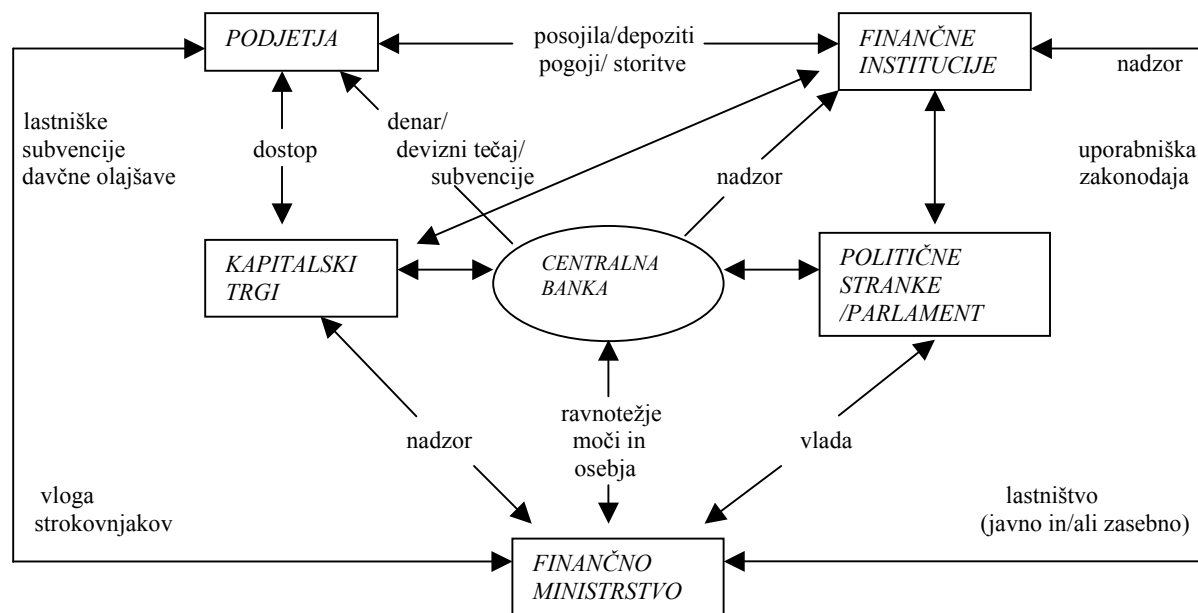 PODJETJA
posojila/depoziti
pogoji/ storitve
FINANČNE
INSTITUCIJE
nadzor
lastniške
subvencije
davčne olajšave
dostop
denar/
devizni tečaj/
subvencije
nadzor
uporabniška
zakonodaja
KAPITALSKI
TRGI
CENTRALNA
BANKA
POLITIČNE
STRANKE
/PARLAMENT
nadzor
ravnotežje
moči in
osebja
vlada
vloga
strokovnjakov
lastništvo
(javno in/ali zasebno)
FINANČNO
MINISTRSTVO